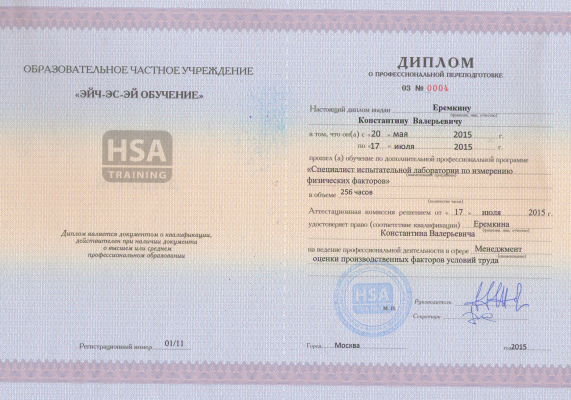 ОБРАЗОВАТЕЛЬНОЕ ЧАСТНОЕ УЧРЕЖДЕНИЕ
«ЭЙЧ-ЭС-ЭЙ ОБУЧЕНИЕ»
HSA
TRAINING
Диплом является документом о квалификации,
действителен при наличии документа
о высшем или среднем
профессиональном образовании
Регистрационный номер 01/11
ДИПЛОМ
О ПРОФЕССИОНАЛЬНОЙ ПЕРЕПОДГОТОВКЕ
03 № 0004
Настоящий диплом выдан Еремкину
(фамилия, имя, отчество)
Константину Валерьевичу
в том, что он(а) с «20 » мая 2015 г.
по «17 » июля 2015 г.
прошел (а) обучение по дополнительной профессиональной программе
«Специалист испытательной лаборатории по измерению
физических факторов»
в объеме 256 часов
(количество часов)
Аттестационная комиссия решением от « 17 » июля 2015 г.
удостоверяет право (соответствие квалификации) Еремкина
(фамилия, имя, отчество)
Константина Валерьевича
на ведение профессиональной деятельности в сфере Менеджмент
(наименование)
оценки производственных факторов условий труда
HSA
TRAINING
М.П.
Руководитель
Секретарь
Город Москва год 2015